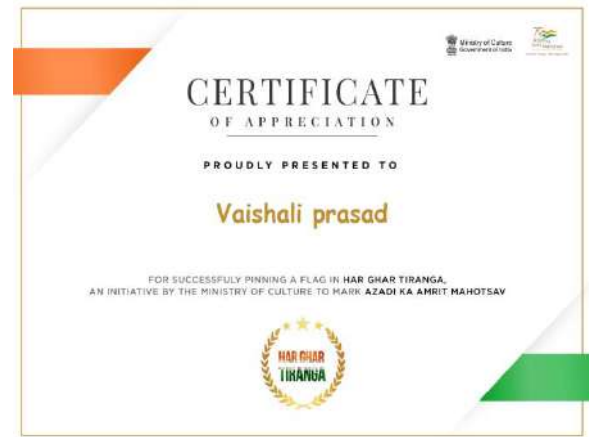 Ministry of Culture
Government of India
CERTIFICATE
OF APPRECIATION
PROUDLY PRESENTED TO
Vaishali prasad
FOR SUCCESSFULY PINNING A FLAG IN HAR GHAR TIRANGA,
AN INITIATIVE BY THE MINISTRY OF CULTURE TO MARK AZADI KA AMRIT MAHOTSAV
HAR GHAR
TIRANGA